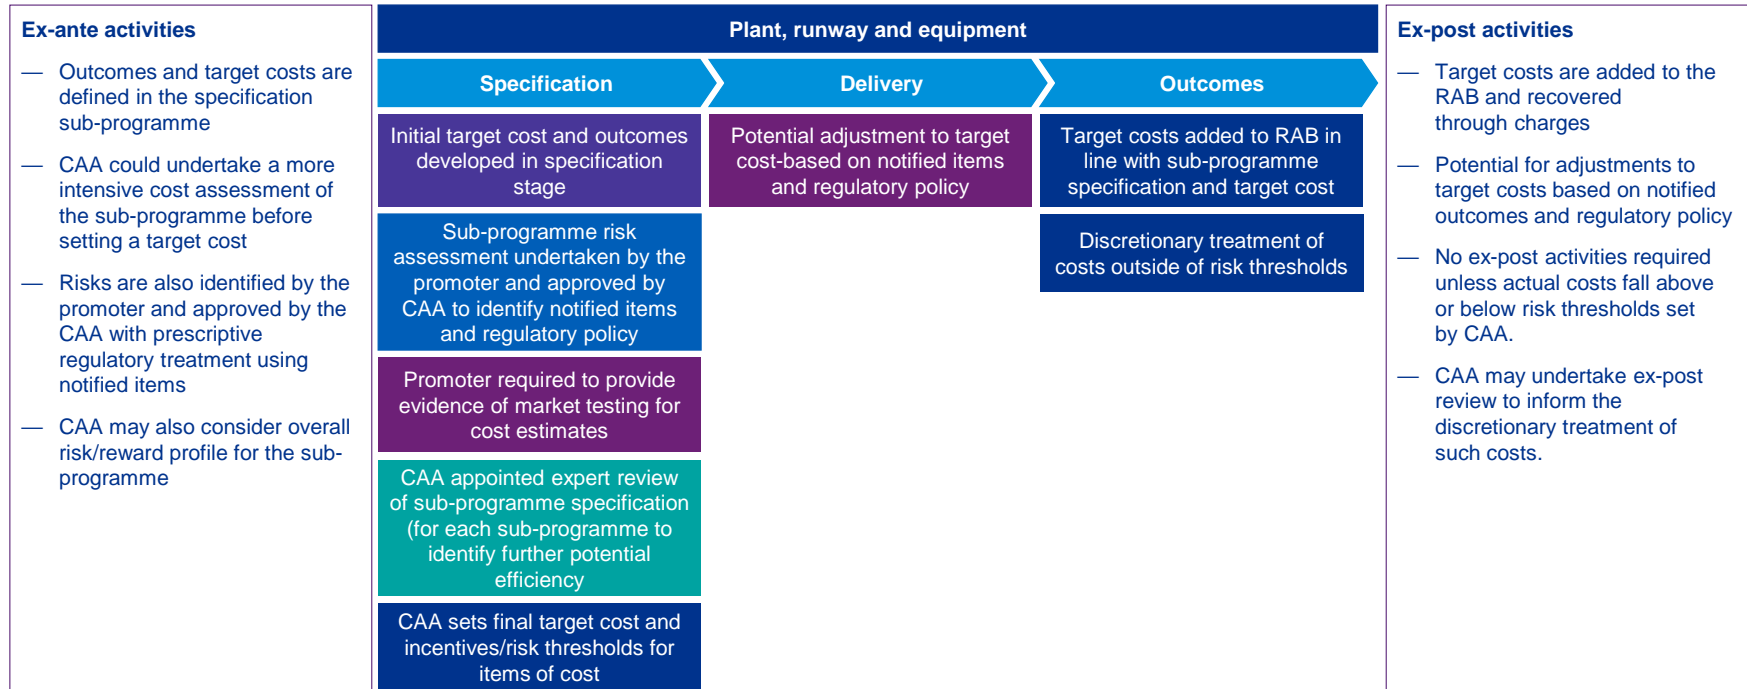 Ex-ante activities
— Outcomes and target costs are
defined in the specification
sub-programme
— CAA could undertake a more
intensive cost assessment of
the sub-programme before
setting a target cost
— Risks are also identified by the
promoter and approved by the
CAA with prescriptive
regulatory treatment using
notified items
— CAA may also consider overall
risk/reward profile for the sub-
programme
Plant, runway and equipment
Specification
Initial target cost and outcomes
developed in specification
stage
Sub-programme risk
assessment undertaken by the
promoter and approved by
CAA to identify notified items
and regulatory policy
Promoter required to provide
evidence of market testing for
cost estimates
CAA appointed expert review
of sub-programme specification
(for each sub-programme to
identify further potential
efficiency
CAA sets final target cost and
incentives/risk thresholds for
items of cost
Delivery
Potential adjustment to target
cost-based on notified items
and regulatory policy
Outcomes
Target costs added to RAB in
line with sub-programme
specification and target cost
Discretionary treatment of
costs outside of risk thresholds
Ex-post activities
— Target costs are added to the
RAB and recovered
through charges
— Potential for adjustments to
target costs based on notified
outcomes and regulatory policy
— No ex-post activities required
unless actual costs fall above
or below risk thresholds set
by CAA.
— CAA may undertake ex-post
review to inform the
discretionary treatment of
such costs.